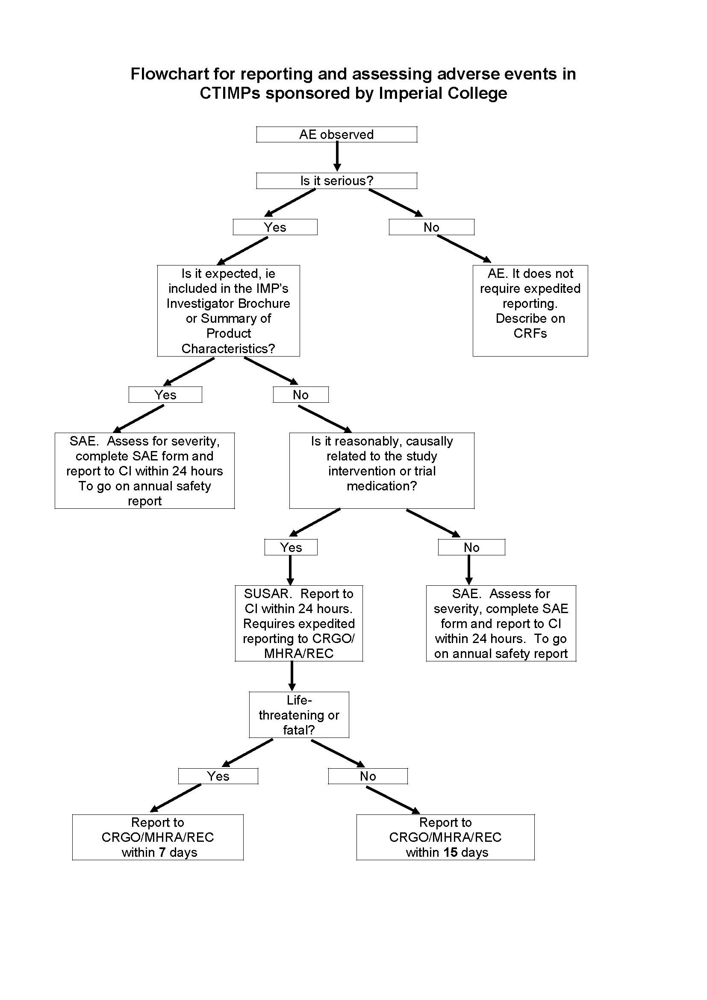 Flowchart for reporting and assessing adverse events in
CTIMPs sponsored by Imperial College
AE observed
Is it serious?
Yes
No
Is it expected, ie
included in the IMP's
Investigator Brochure
or Summary of
Product
Characteristics?
AE. It does not
require expedited
reporting.
Describe on
CRFs
Yes
No
SAE.  Assess for severity,
complete SAE form and
report to CI within 24 hours
To go on annual safety
report
Is it reasonably, causally
related to the study
intervention or trial
medication?
Yes
No
SUSAR.  Report to
CI within 24 hours.
Requires expedited
reporting to CRGO/
MHRA/REC
SAE.  Assess for
severity, complete SAE
form and report to CI
within 24 hours.  To go
on annual safety report
Life-
threatening or
fatal?
Yes
No
Report to
CRGO/MHRA/REC
within 7 days
Report to
CRGO/MHRA/REC
within 15 days